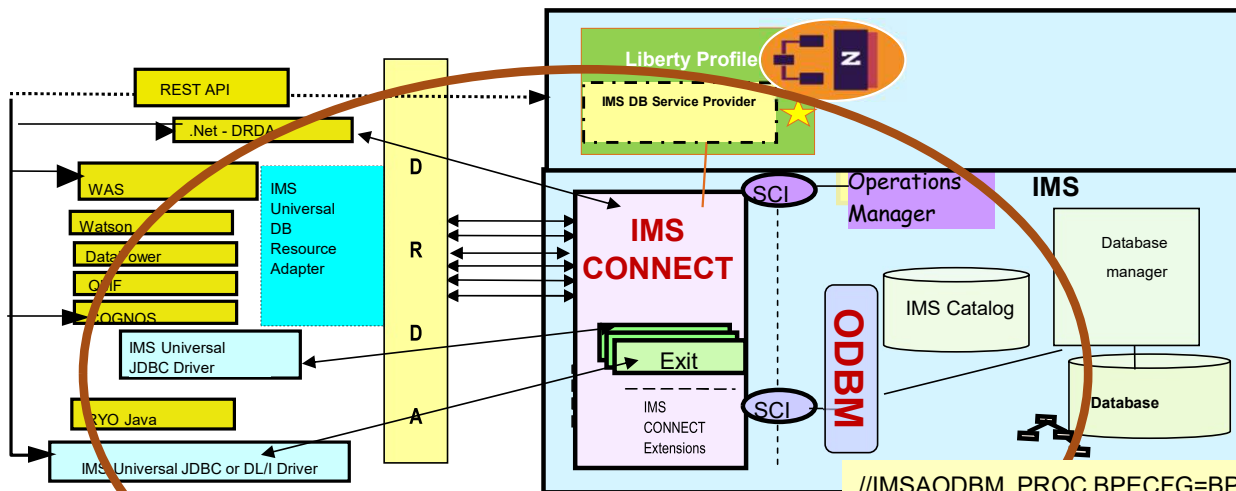 REST API
.Net - DRDA
WAS
Watson
DataPower
QMF
COGNOS
IMS
Universal
DB
Resource
Adapter
IMS Universal
JDBC Driver
RYO Java
IMS Universal JDBC or DL/I Driver
D
R
D
A
Liberty Profile
IMS DB Service Provider
N
IMS
CONNECT
Exit
IMS
CONNECT
Extensions
SCI
Operations
Manager
SCI
ODBM
IMS
IMS Catalog
Database
manager
Database